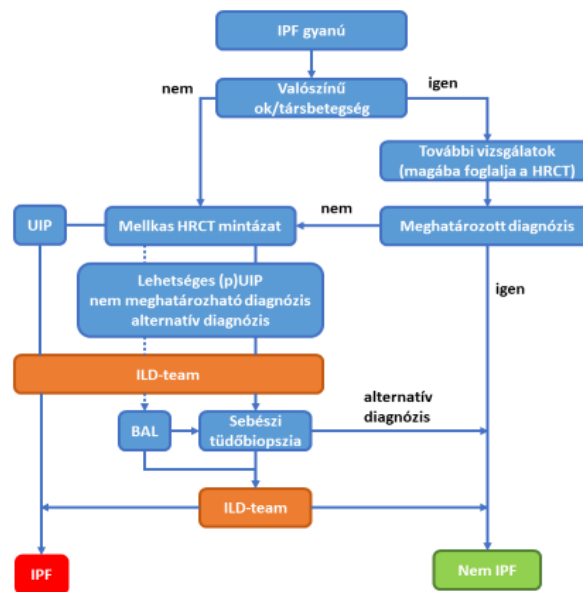 IPF gyanú
nem
Valószínű
ok/társbetegség
igen
További vizsgálatok
(magába foglalja a HRCT)
UIP
Mellkas HRCT mintázat
nem
Meghatározott diagnózis
Lehetséges (p)UIP
nem meghatározható diagnózis
alternatív diagnózis
igen
ILD-team
alternatív
diagnózis
BAL
Sebészi
tüdőbiopszia
ILD-team
IPF
Nem IPF